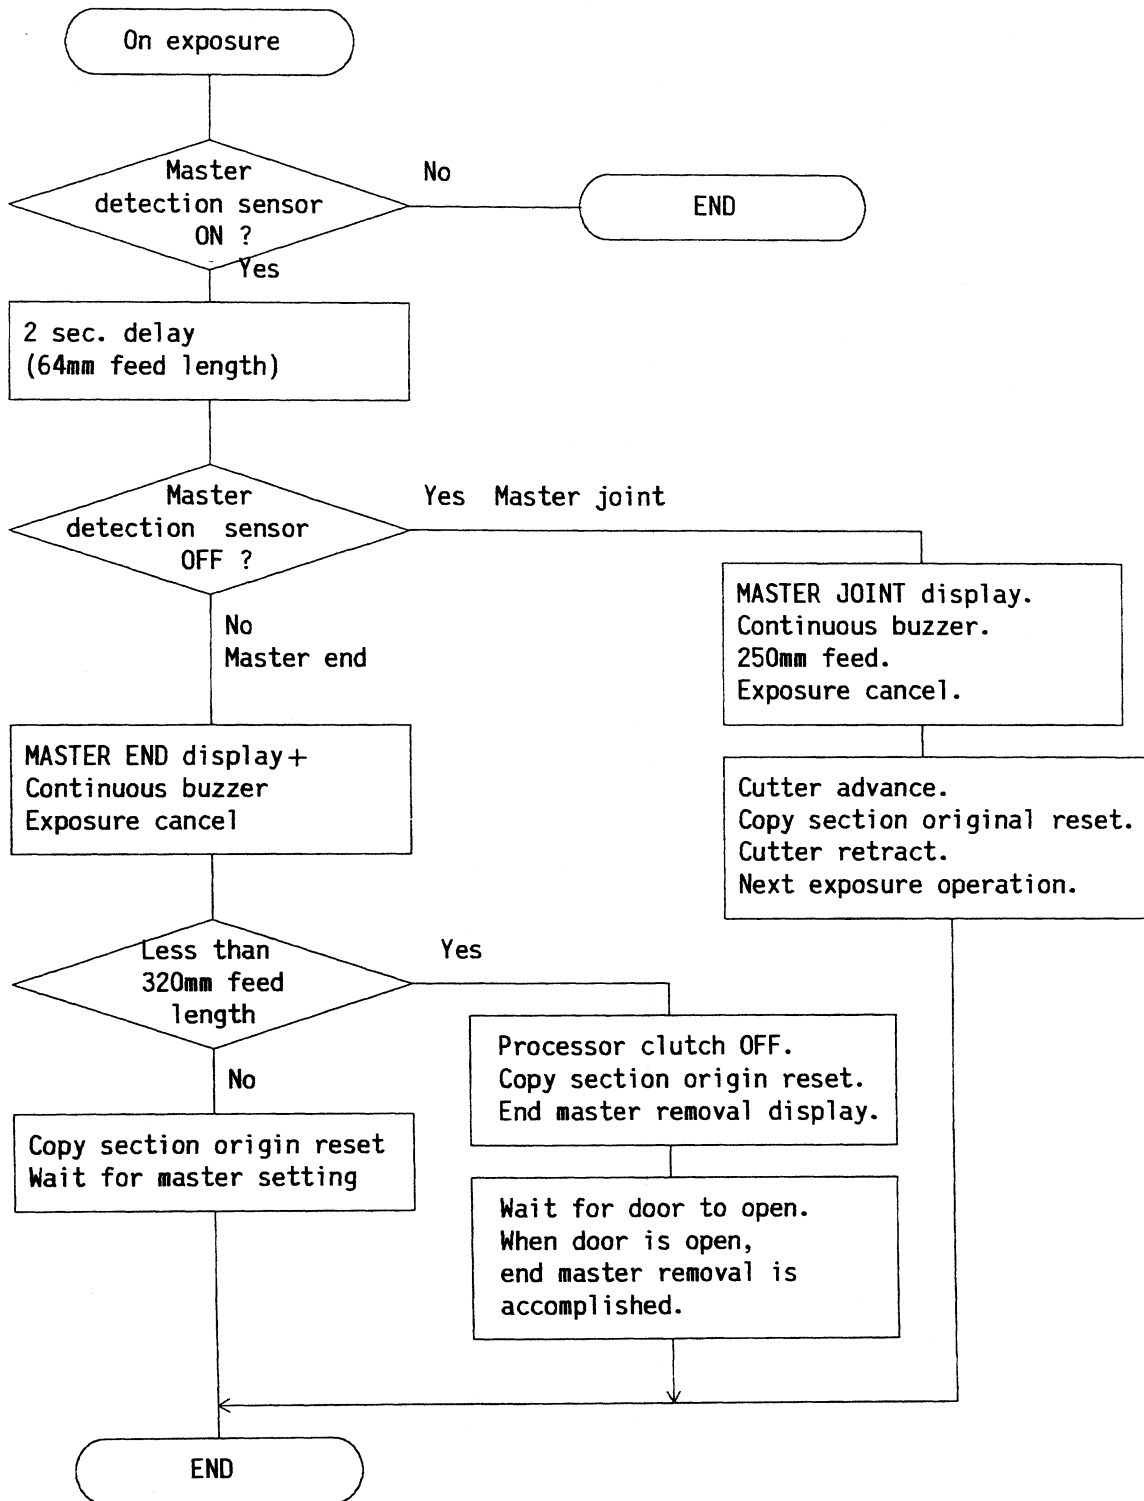 On exposure
Master
detection sensor
ON ?
No
END
Yes
2 sec. delay
(64mm feed length)
Master
detection sensor
OFF ?
Yes Master joint
No
Master end
MASTER JOINT display.
Continuous buzzer.
250mm feed.
Exposure cancel.
MASTER END display+
Continuous buzzer
Exposure cancel
Cutter advance.
Copy section original reset.
Cutter retract.
Next exposure operation.
Less than
320mm feed
length
Yes
No
Processor clutch OFF.
Copy section origin reset.
End master removal display.
Copy section origin reset
Wait for master setting
Wait for door to open.
When door is open,
end master removal is
accomplished.
END